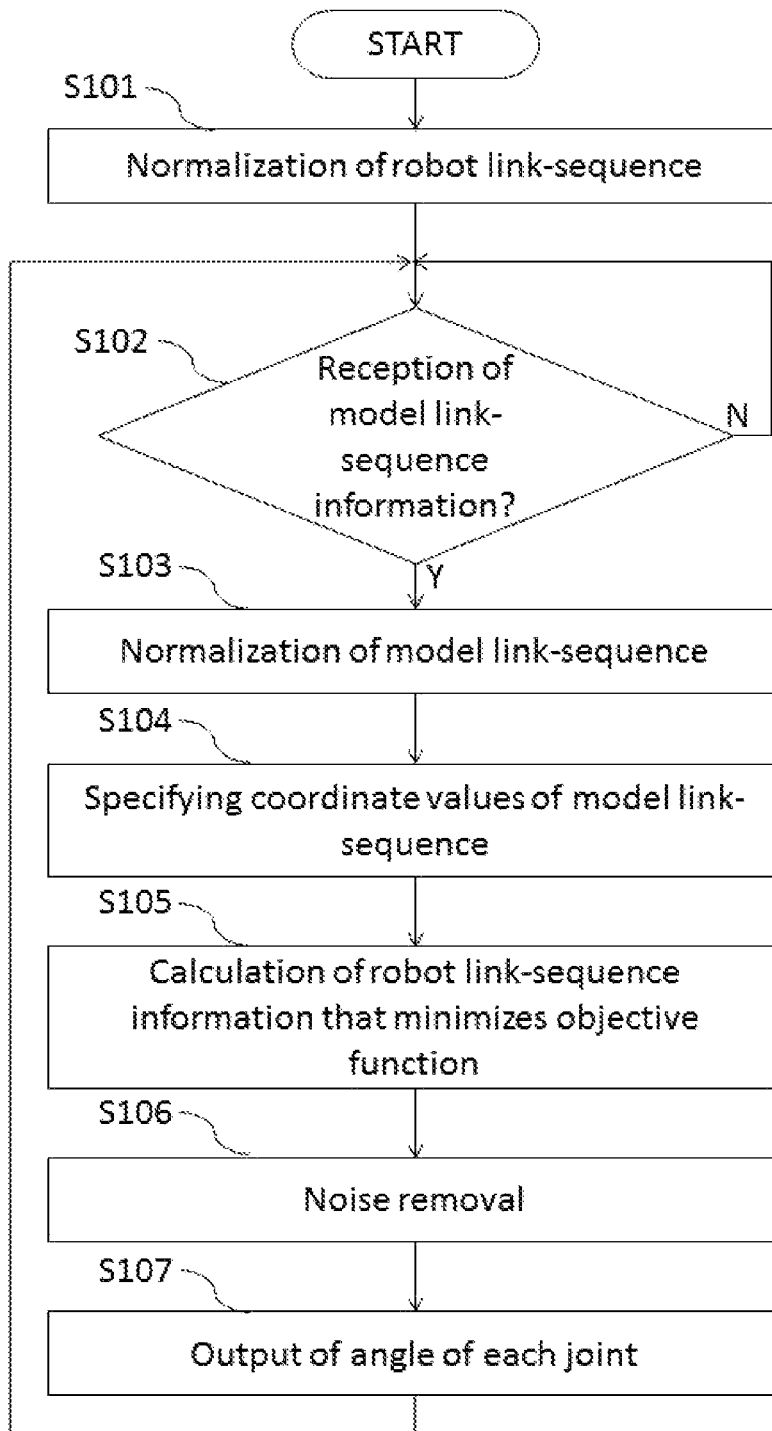 START
S101
Normalization of robot link-sequence
S102
Reception of
model link-
sequence
information?
N
Y
S103
Normalization of model link-sequence
S104
Specifying coordinate values of model link-
sequence
S105
Calculation of robot link-sequence
information that minimizes objective
function
S106
Noise removal
S107
Output of angle of each joint